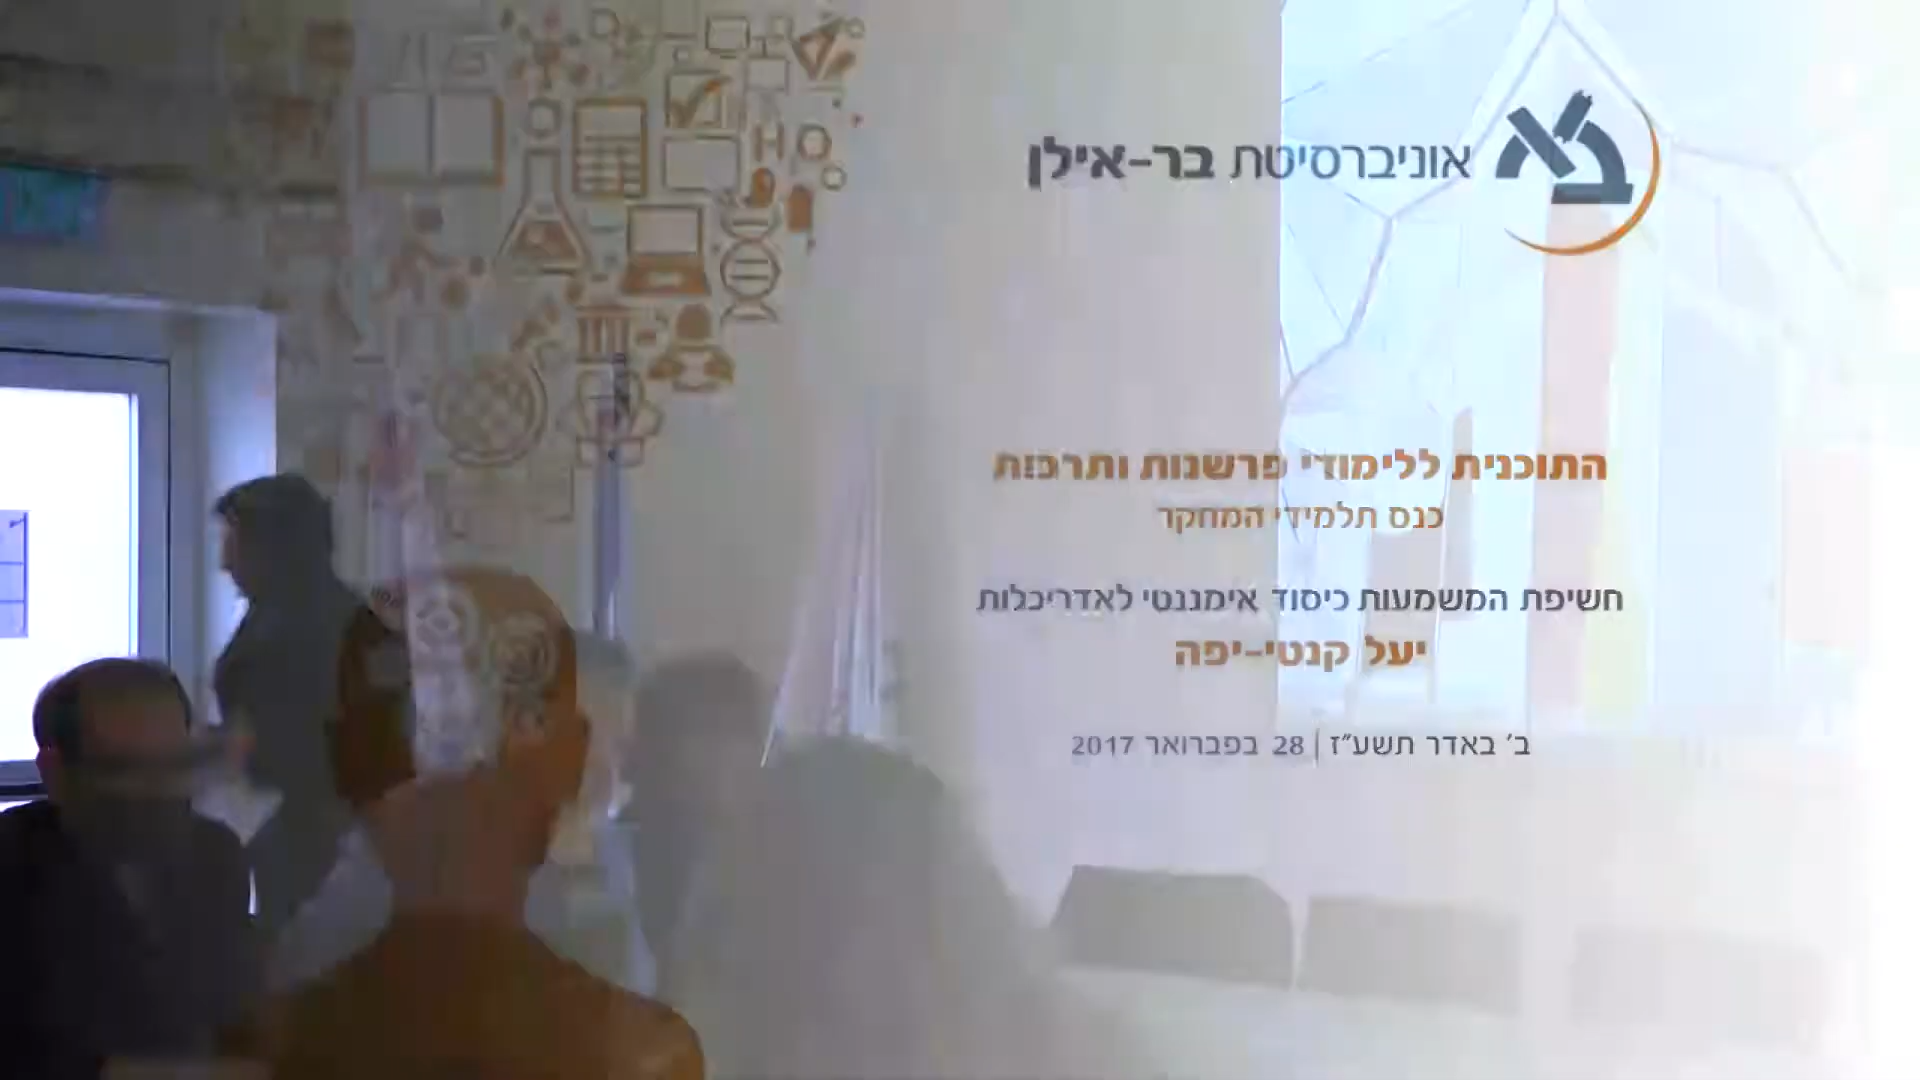 אוניברסיטת בר-אילן
התוכנית ללימודי פרשנות ותרבות
כנס תלמידי המחקר
חשיפת המשמעות כיסוד אימננטי לאדריכלות
יעל קנטי-יפה
ב' באדר תשע"ז | 28 בפברואר 2017